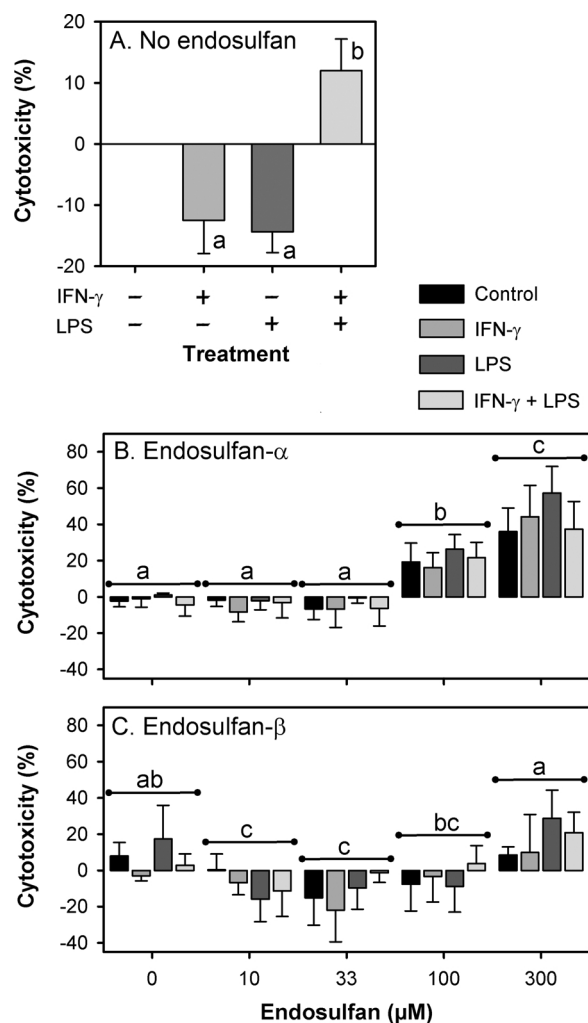 A. No endosulfan
Cytotoxicity (%)
20
10
0
-10
-20
a
a
b
IFN-γ – + – +
LPS – – + +
Treatment
Control
IFN-γ
LPS
IFN-γ + LPS
B. Endosulfan-α
Cytotoxicity (%)
80
60
40
20
0
-20
-40
a
a
a
b
c
C. Endosulfan-β
Cytotoxicity (%)
80
60
40
20
0
-20
-40
ab
c
c
bc
a
0 10 33 100 300
Endosulfan (µM)